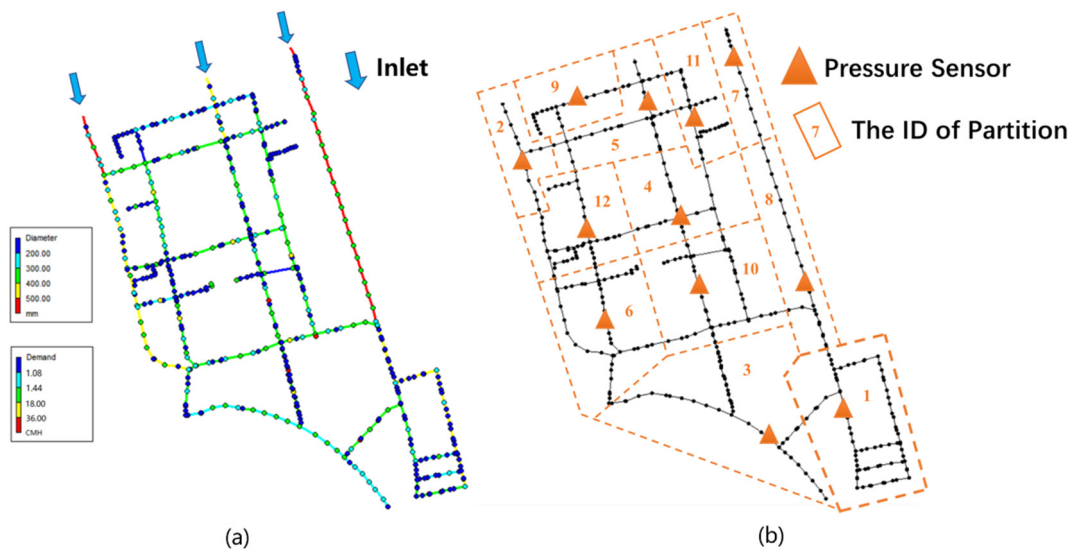 Inlet
Pressure Sensor
The ID of Partition
7
11
9
7
2
5
12
4
8
10
6
3
1
Diameter
200.00
300.00
400.00
500.00
mm
Demand
1.08
1.44
18.00
36.00
CMH
(a)
(b)